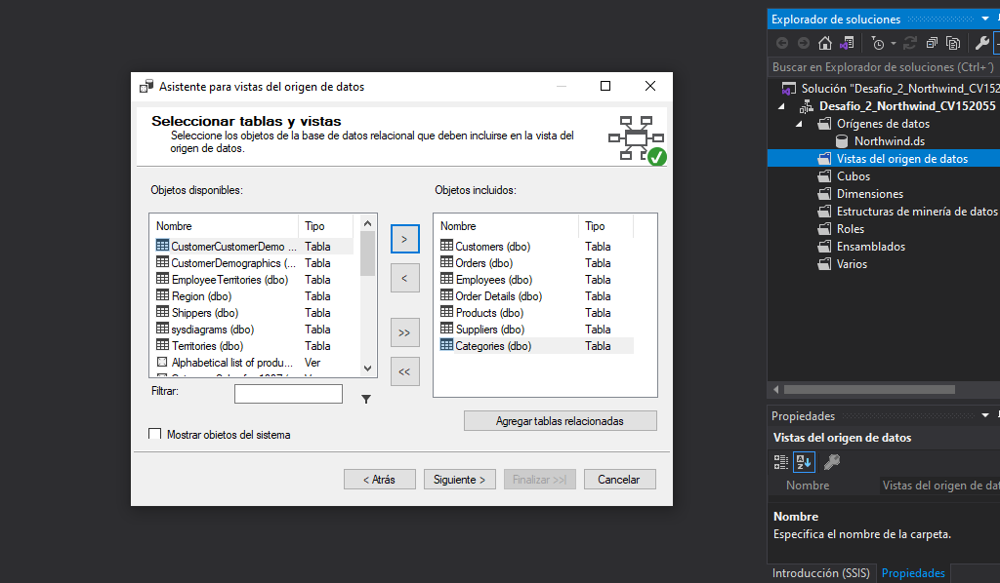 Asistente para vistas del origen de datos
Seleccionar tablas y vistas
Seleccione los objetos de la base de datos relacional que deben incluirse en la vista del
origen de datos.
Objetos disponibles:
Nombre Tipo
CustomerCustomerDemo ... Tabla
CustomerDemographics (... Tabla
EmployeeTerritories (dbo) Tabla
Region (dbo) Tabla
Shippers (dbo) Tabla
sysdiagrams (dbo) Tabla
Territories (dbo) Tabla
Alphabetical list of produ... Ver
>
<
>>
<<
Objetos incluidos:
Nombre Tipo
Customers (dbo) Tabla
Orders (dbo) Tabla
Employees (dbo) Tabla
Order Details (dbo) Tabla
Products (dbo) Tabla
Suppliers (dbo) Tabla
Categories (dbo) Tabla
Filtrar:
Agregar tablas relacionadas
Mostrar objetos del sistema
< Atrás
Siguiente >
Finalizar >>|
Cancelar
Explorador de soluciones
Buscar en Explorador de soluciones (Ctrl+´)
Solución "Desafio_2_Northwind_CV152
Desafio_2_Northwind_CV152055
Orígenes de datos
Northwind.ds
Vistas del origen de datos
Cubos
Dimensiones
Estructuras de minería de datos
Roles
Ensamblados
Varios
Propiedades
Vistas del origen de datos
Nombre Vistas del origen de dat
Nombre
Especifica el nombre de la carpeta.
Introducción (SSIS) Propiedades